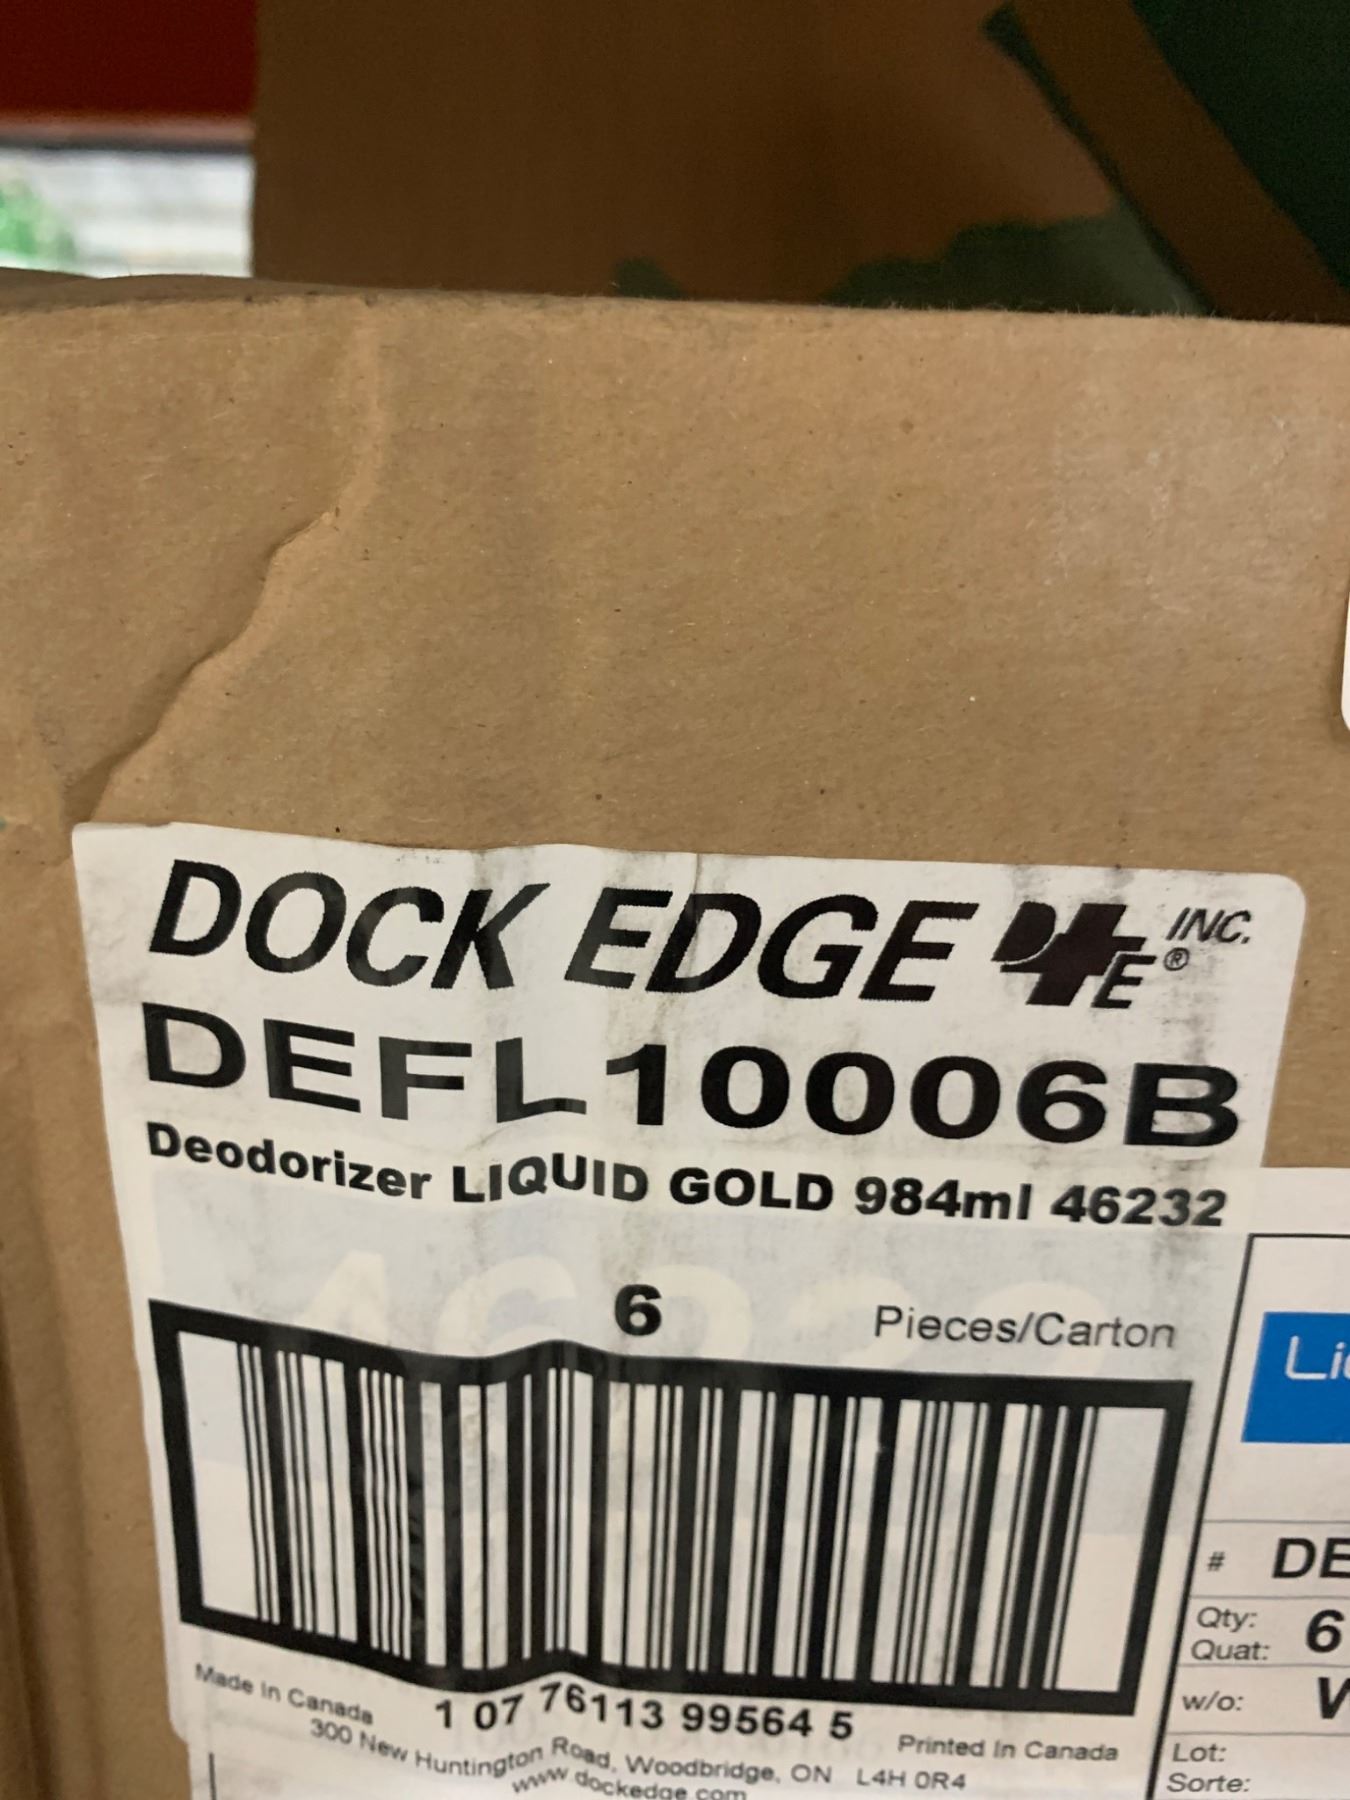 DOCK EDGE DE INC.®
DEFL10006B
Deodorizer LIQUID GOLD 984ml 46232
6 Pieces/Carton
1 07 76113 99564 5
Made In Canada
Printed In Canada
300 New Huntington Road, Woodbridge, ON L4H 0R4
www.dockedge.com
# DE
Qty: 6
Quat:
w/o:
Lot:
Sorte: